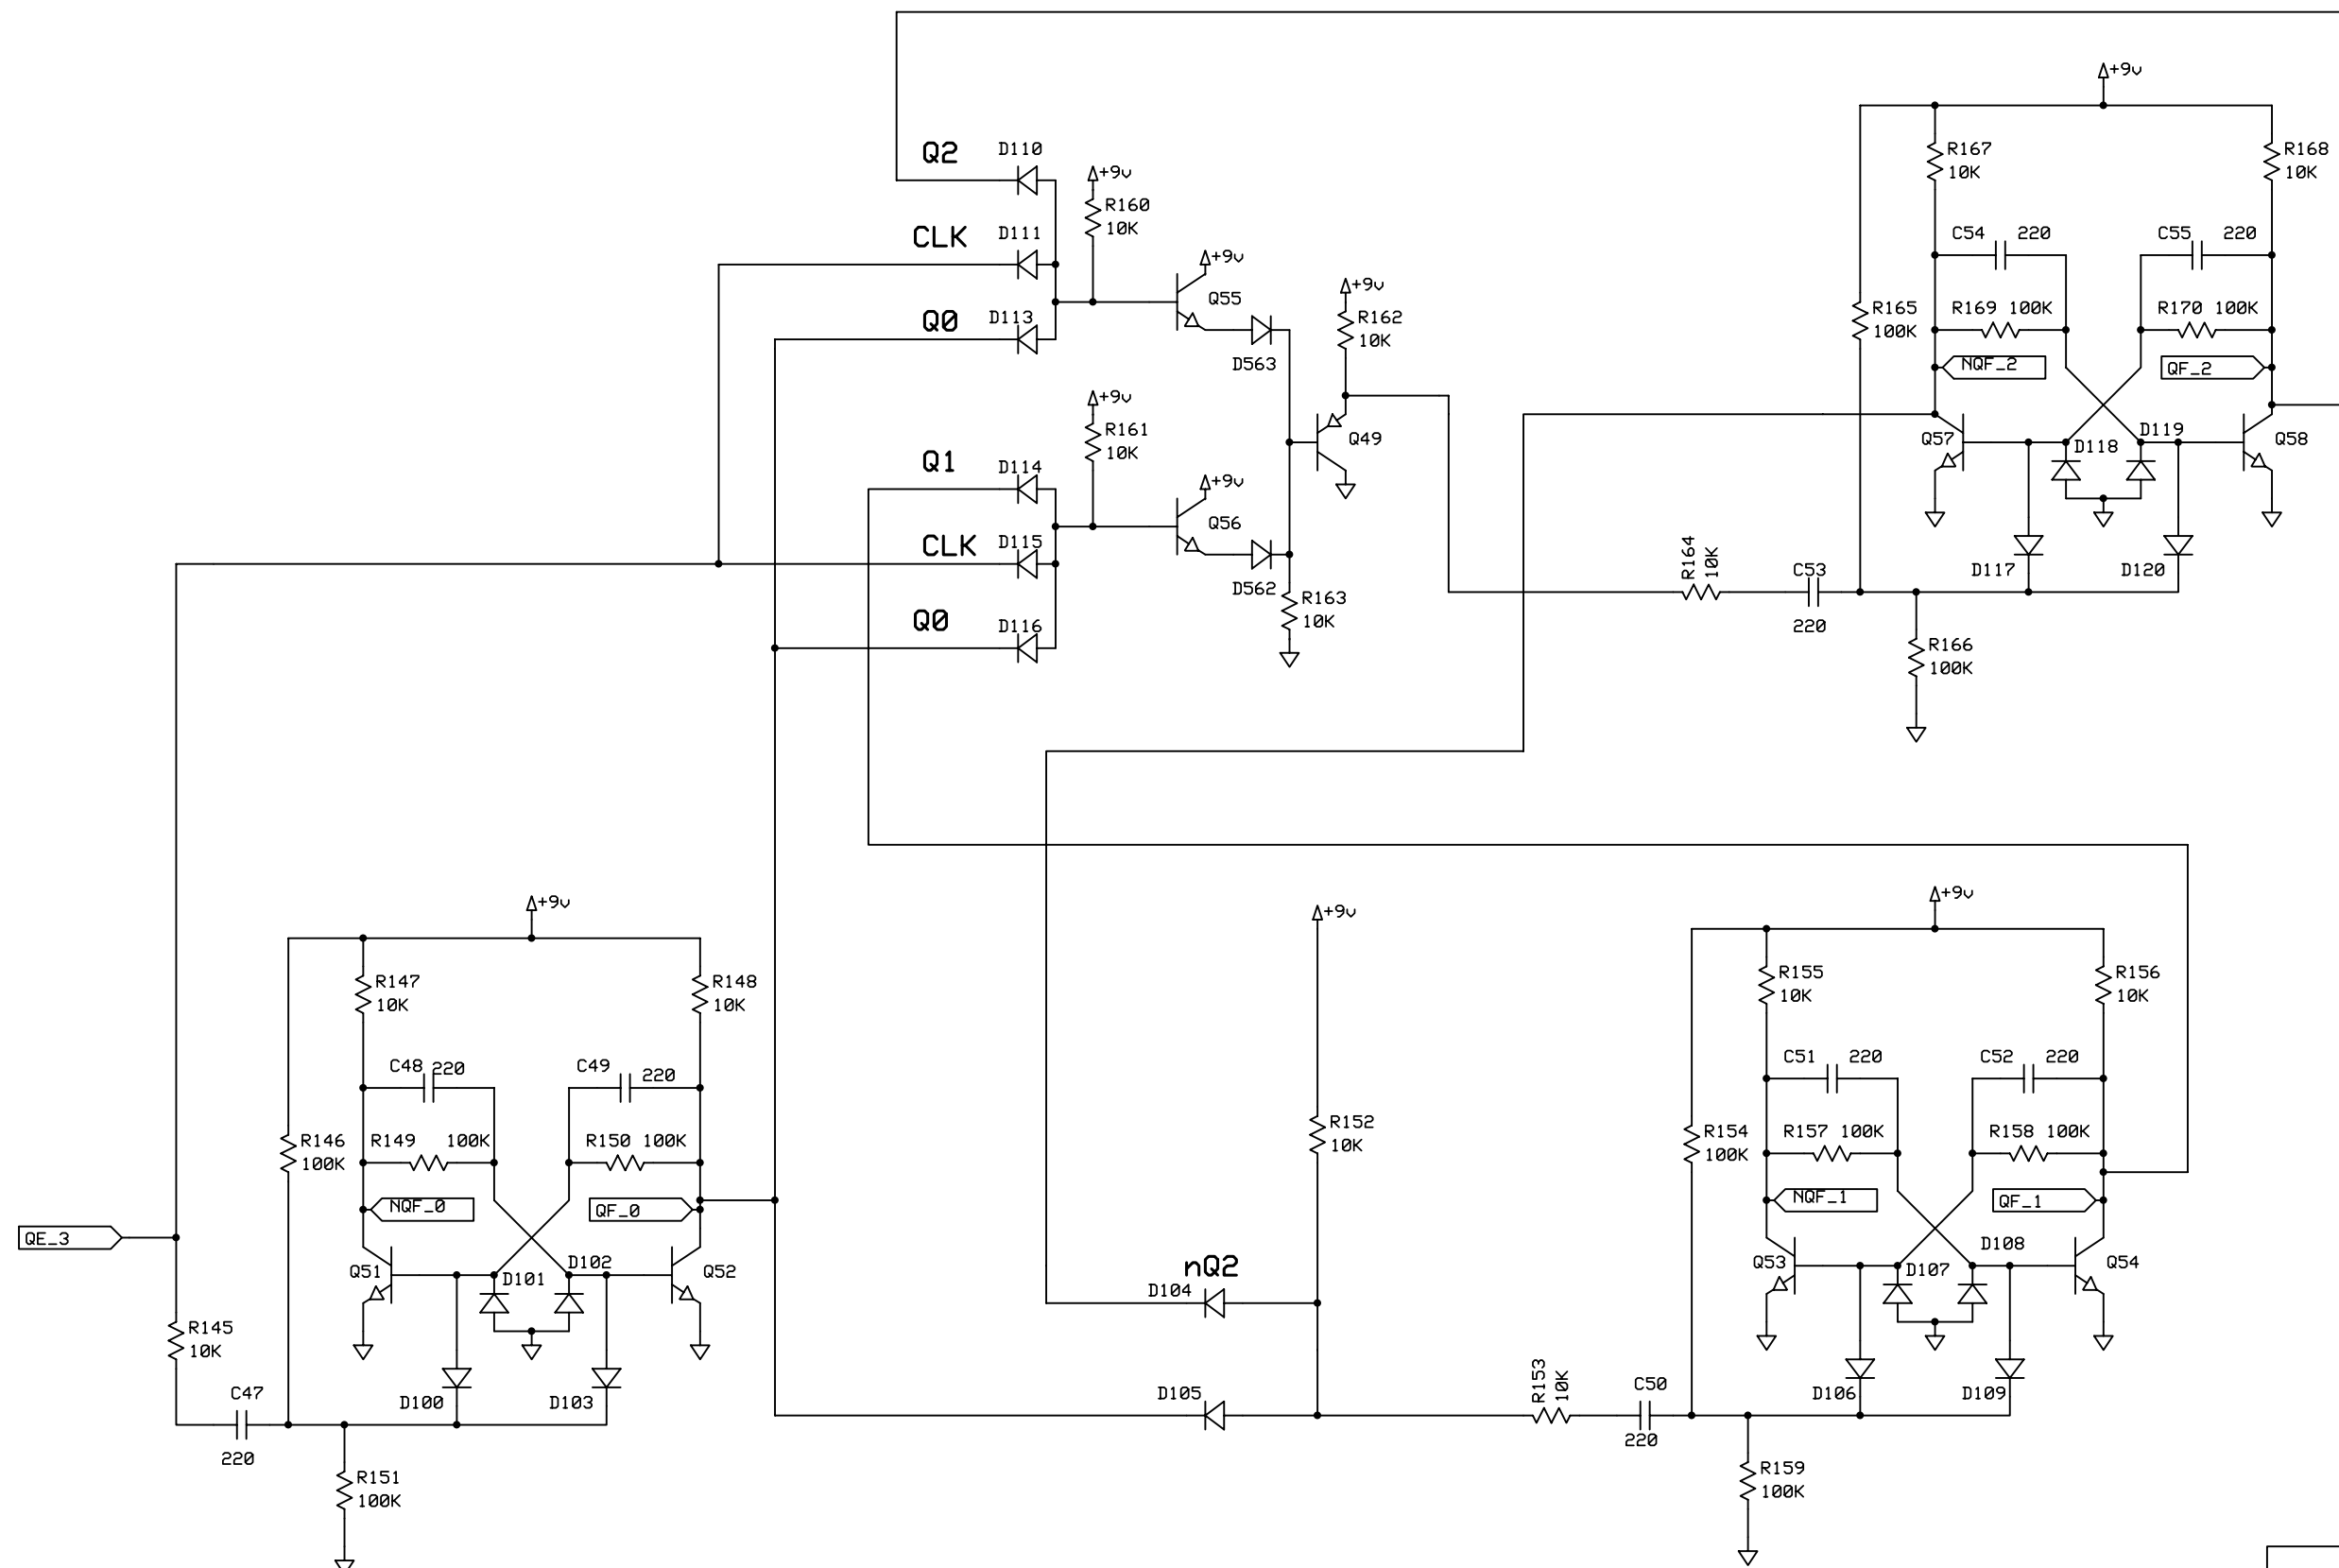 +9v
Q2
D110
+9v
R160
10K
CLK
D111
+9v
Q55
Q0
D113
D563
+9v
R162
10K
Q49
+9v
R161
10K
Q1
D114
+9v
Q56
CLK
D115
D562
R163
10K
Q0
D116
R167
10K
R168
10K
C54
220
C55
220
R165
100K
R169 100K
R170 100K
NQF_2
QF_2
Q57
D118
D119
Q58
R164
10K
C53
220
D117
D120
R166
100K
+9v
R147
10K
R148
10K
C48
220
C49
220
R146
100K
R149
100K
R150 100K
NQF_0
QF_0
QE_3
Q51
D101
D102
Q52
R145
10K
C47
220
D100
D103
R151
100K
+9v
R152
10K
nQ2
D104
D105
+9v
R155
10K
R156
10K
C51
220
C52
220
R154
100K
R157 100K
R158 100K
NQF_1
QF_1
Q53
D107
D108
Q54
R153
10K
C50
220
D106
D109
R159
100K